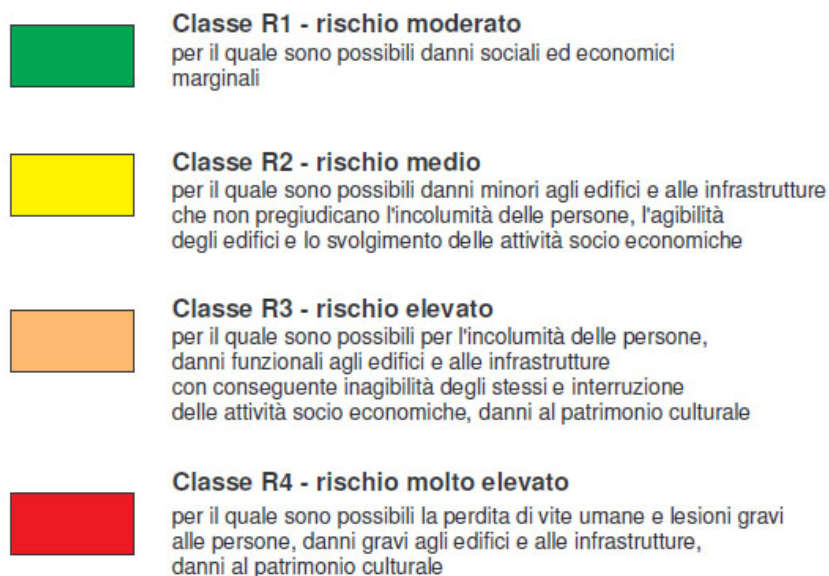 Classe R1 - rischio moderato
per il quale sono possibili danni sociali ed economici
marginali
Classe R2 - rischio medio
per il quale sono possibili danni minori agli edifici e alle infrastrutture
che non pregiudicano l'incolumità delle persone, l'agibilità
degli edifici e lo svolgimento delle attività socio economiche
Classe R3 - rischio elevato
per il quale sono possibili per l'incolumità delle persone,
danni funzionali agli edifici e alle infrastrutture
con conseguente inagibilità degli stessi e interruzione
delle attività socio economiche, danni al patrimonio culturale
Classe R4 - rischio molto elevato
per il quale sono possibili la perdita di vite umane e lesioni gravi
alle persone, danni gravi agli edifici e alle infrastrutture,
danni al patrimonio culturale